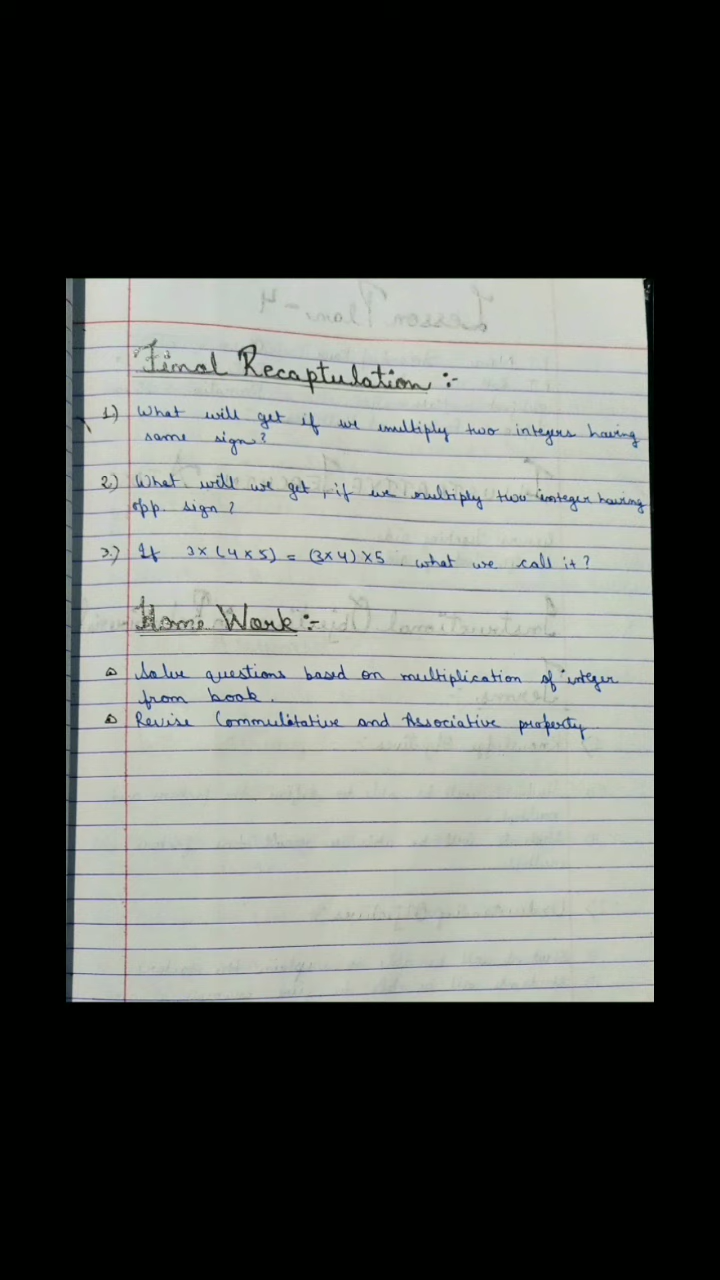 Final Recaptulation :-
1.) What will get if we multiply two integers having
same sign?
2.) What will we get, if we multiply two integer having
opp. sign?
3.) If 3×(4×5) = (3×4)×5 what we call it?
Home Work :-
Solve questions based on multiplication of integer
from book.
Revise Commulatative and Associative property.